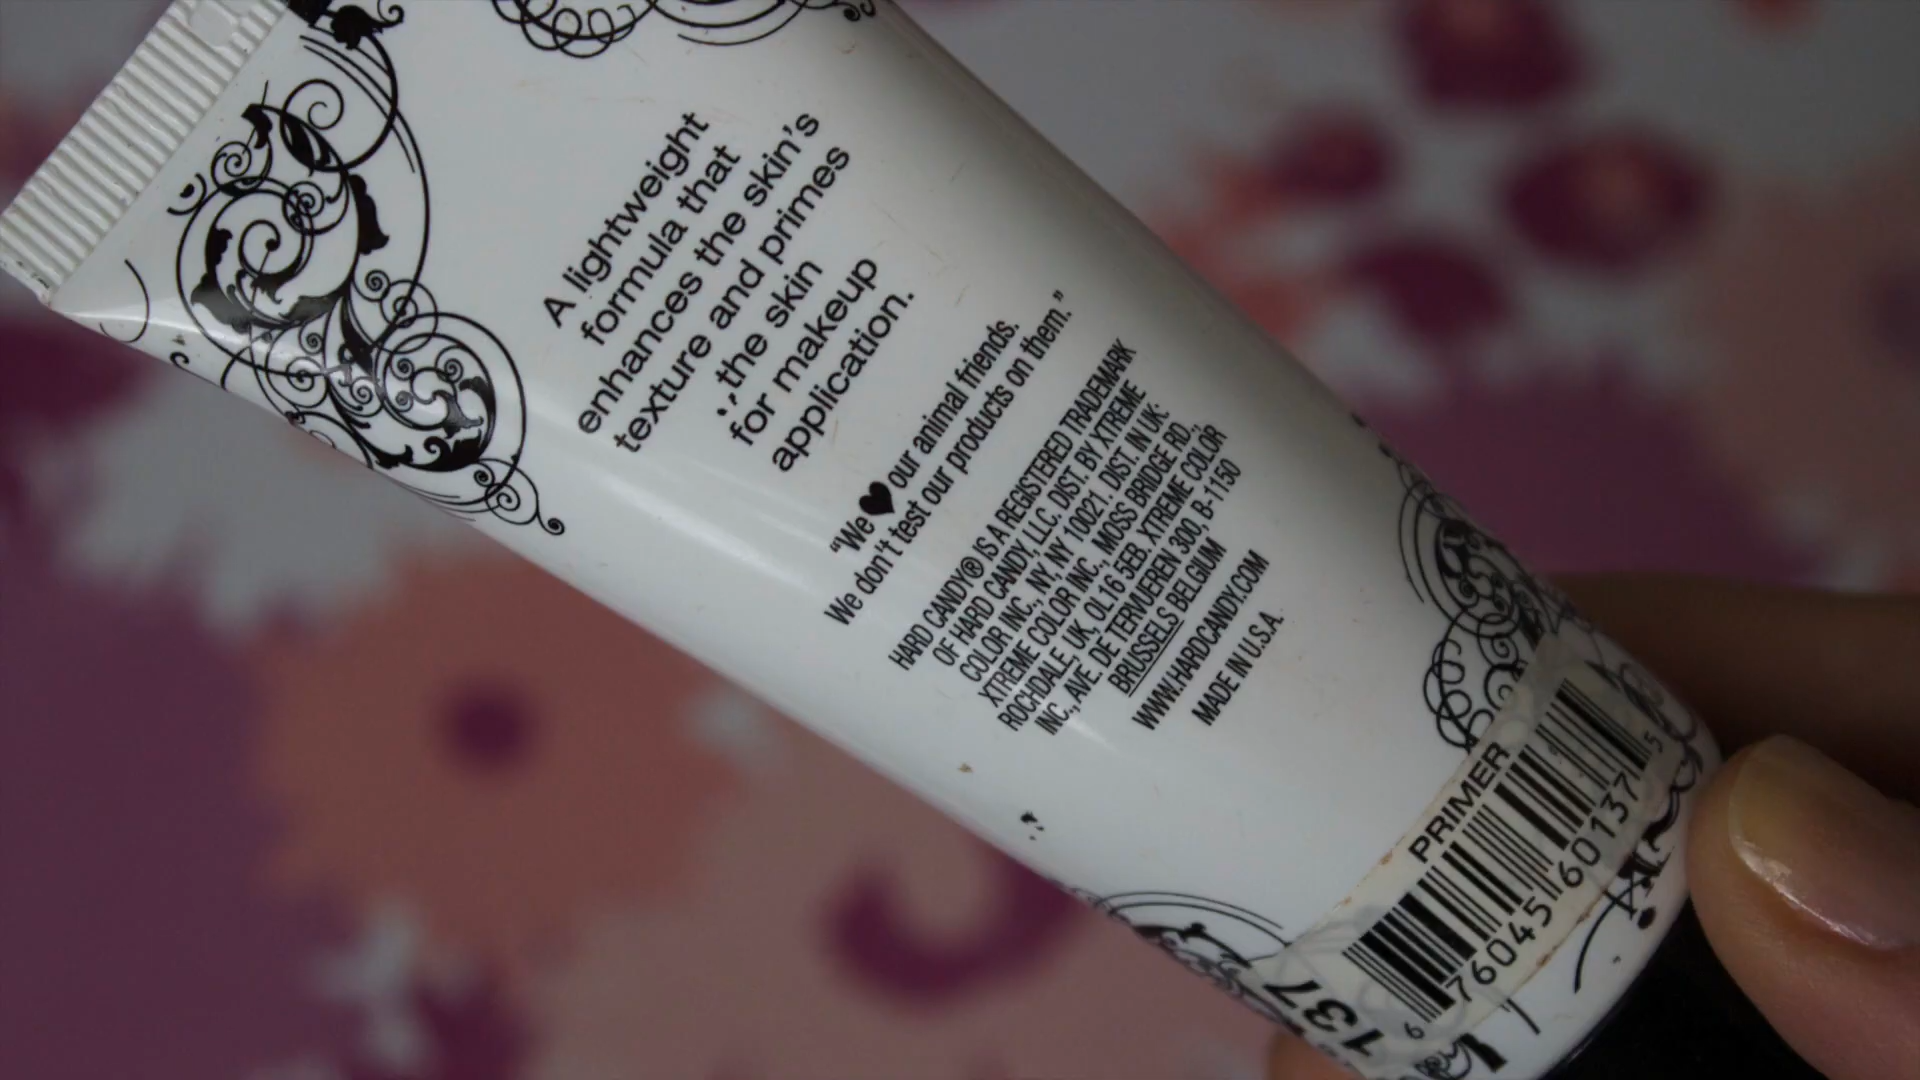 A lightweight
formula that
enhances the skin's
texture and primes
the skin
for makeup
application.
"We ♥ our animal friends.
We don't test our products on them."
HARD CANDY® IS A REGISTERED TRADEMARK
OF HARD CANDY, LLC. DIST BY XTREME
COLOR INC., NY, NY 10021. DIST. IN UK:
XTREME COLOR INC., MOSS BRIDGE RD.,
ROCHDALE, UK, OL16 5EB. XTREME COLOR
INC., AVE. DE TERVUEREN 300, B-1150
BRUSSELS BELGIUM
WWW.HARDCANDY.COM
MADE IN U.S.A.
PRIMER
6 76045 60137 5
137